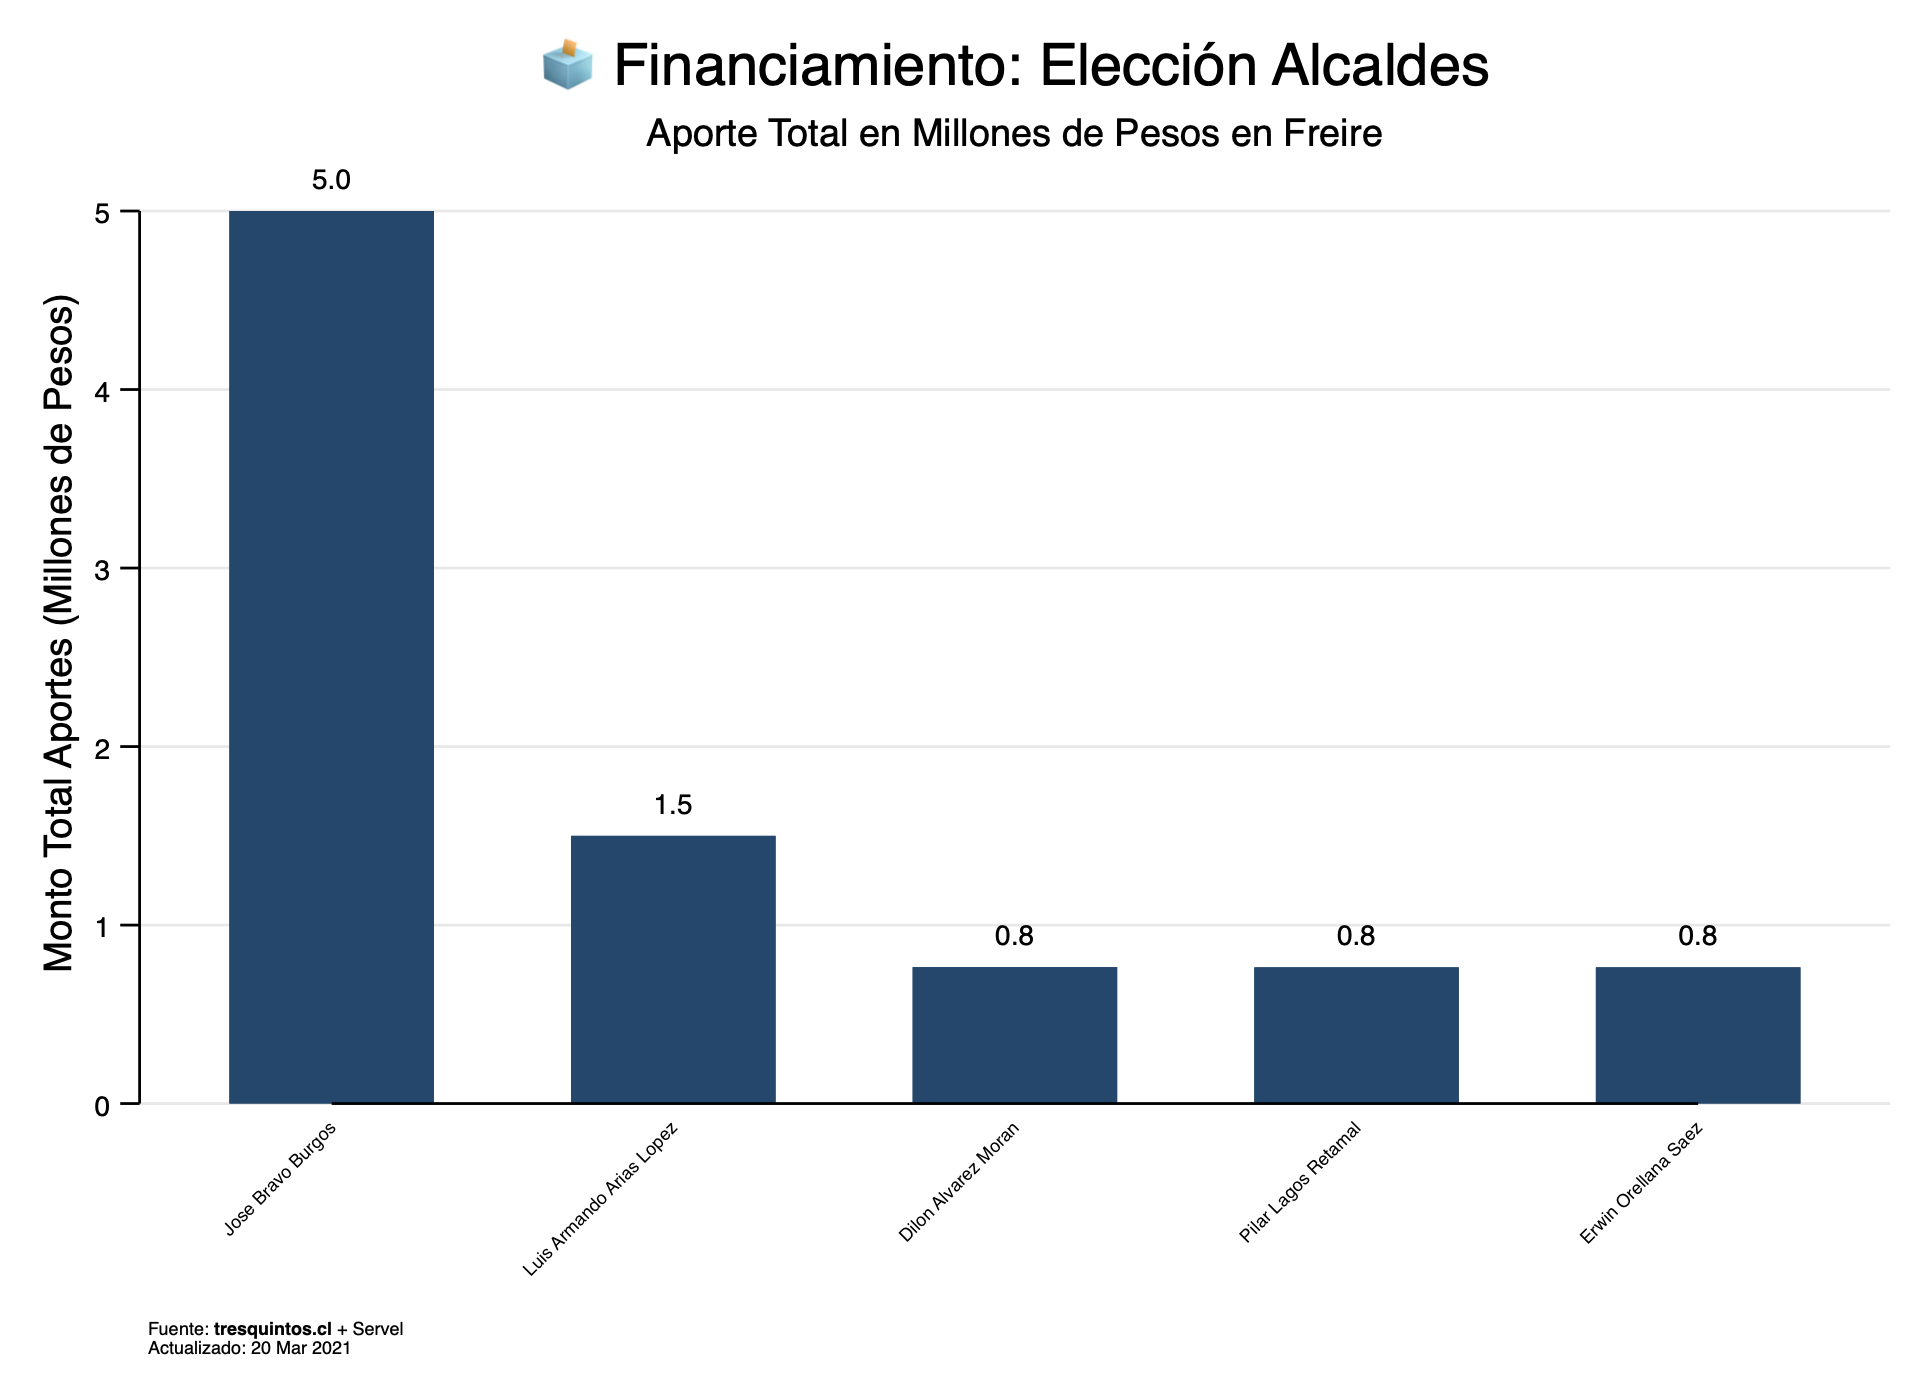 Financiamiento: Elección Alcaldes
Aporte Total en Millones de Pesos en Freire
Monto Total Aportes (Millones de Pesos)
5
4
3
2
1
0
5.0
1.5
0.8
0.8
0.8
Jose Bravo Burgos
Luis Armando Arias Lopez
Dilon Alvarez Moran
Pilar Lagos Retamal
Erwin Orellana Saez
Fuente: tresquintos.cl + Servel
Actualizado: 20 Mar 2021